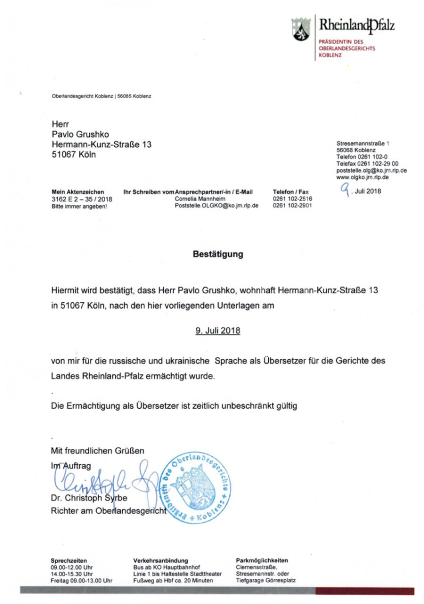 RheinlandPfalz
PRÄSIDENTIN DES
OBERLANDESGERICHTS
KOBLENZ
Oberlandesgericht Koblenz | 56065 Koblenz
Herr
Pavlo Grushko
Hermann-Kunz-Straße 13
51067 Köln
Stresemannstraße 1
56068 Koblenz
Telefon 0261 102-0
Telefax 0261 102-29 00
poststelle.olg@ko.jm.rlp.de
www.olgko.jm.rlp.de
9. Juli 2018
Mein Aktenzeichen Ihr Schreiben vom Ansprechpartner/-in / E-Mail Telefon / Fax
3162 E 2 – 35 / 2018 Cornelia Mannheim 0261 102-2516
Bitte immer angeben! Poststelle.OLGKO@ko.jm.rlp.de 0261 102-2901
Bestätigung
Hiermit wird bestätigt, dass Herr Pavlo Grushko, wohnhaft Hermann-Kunz-Straße 13
in 51067 Köln, nach den hier vorliegenden Unterlagen am
9. Juli 2018
von mir für die russische und ukrainische Sprache als Übersetzer für die Gerichte des
Landes Rheinland-Pfalz ermächtigt wurde.
.
Die Ermächtigung als Übersetzer ist zeitlich unbeschränkt gültig
.
Mit freundlichen Grüßen
Im Auftrag
Dr. Christoph Syrbe
Richter am Oberlandesgericht
des Oberlandesgerichts
Koblenz
Sprechzeiten Verkehrsanbindung Parkmöglichkeiten
09.00-12.00 Uhr Bus ab KO Hauptbahnhof Clemensstraße,
14.00-15.30 Uhr Linie 1 bis Haltestelle Stadttheater Stresemannstr. oder
Freitag 09.00-13.00 Uhr Fußweg ab Hbf ca. 20 Minuten Tiefgarage Görresplatz